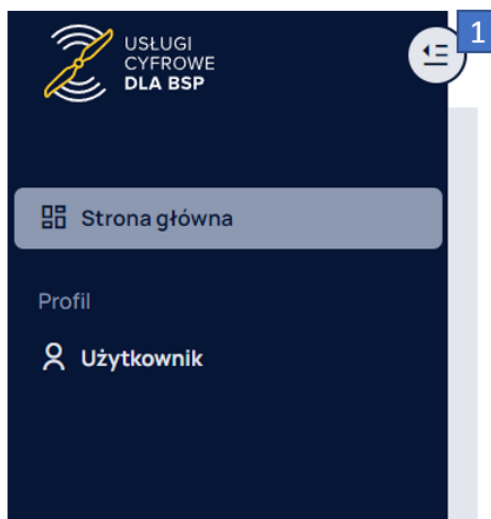 USŁUGI
CYFROWE
DLA BSP
1
Strona główna
Profil
Użytkownik